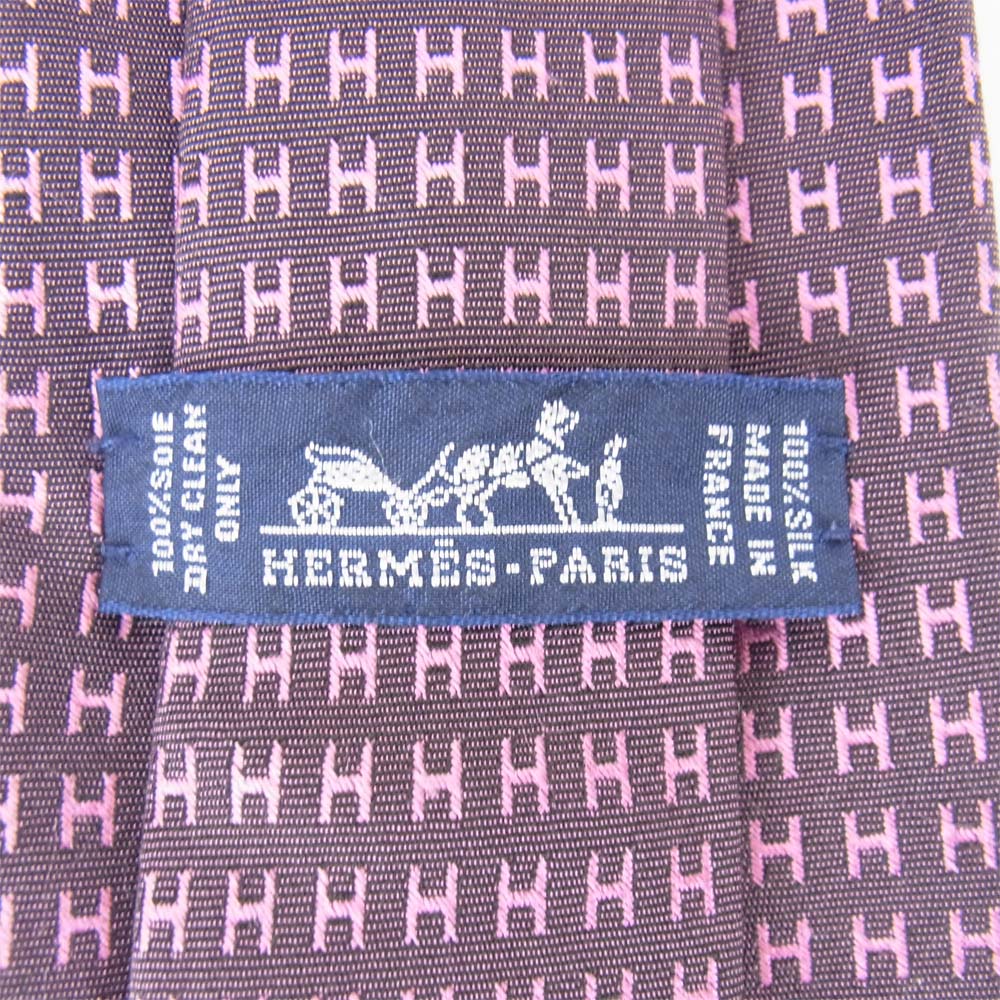 100%SOIE
DRY CLEAN
ONLY
HERMÈS-PARIS
100%SILK
MADE IN
FRANCE